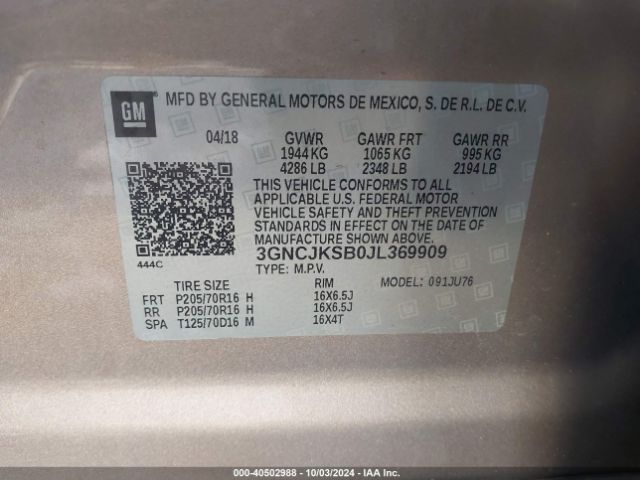 GM
MFD BY GENERAL MOTORS DE MEXICO, S. DE R.L. DE C.V.
04/18 GVWR GAWR FRT GAWR RR
1944 KG 1065 KG 995 KG
4286 LB 2348 LB 2194 LB
THIS VEHICLE CONFORMS TO ALL
APPLICABLE U.S. FEDERAL MOTOR
VEHICLE SAFETY AND THEFT PREVENTION
STANDARDS IN EFFECT ON THE DATE OF
MANUFACTURE SHOWN ABOVE.
3GNCJKSB0JL369909
444C
TYPE: M.P.V.
MODEL: 091JU76
TIRE SIZE RIM
FRT P205/70R16 H 16X6.5J
RR P205/70R16 H 16X6.5J
SPA T125/70D16 M 16X4T
000-40502988 - 10/03/2024 - IAA Inc.